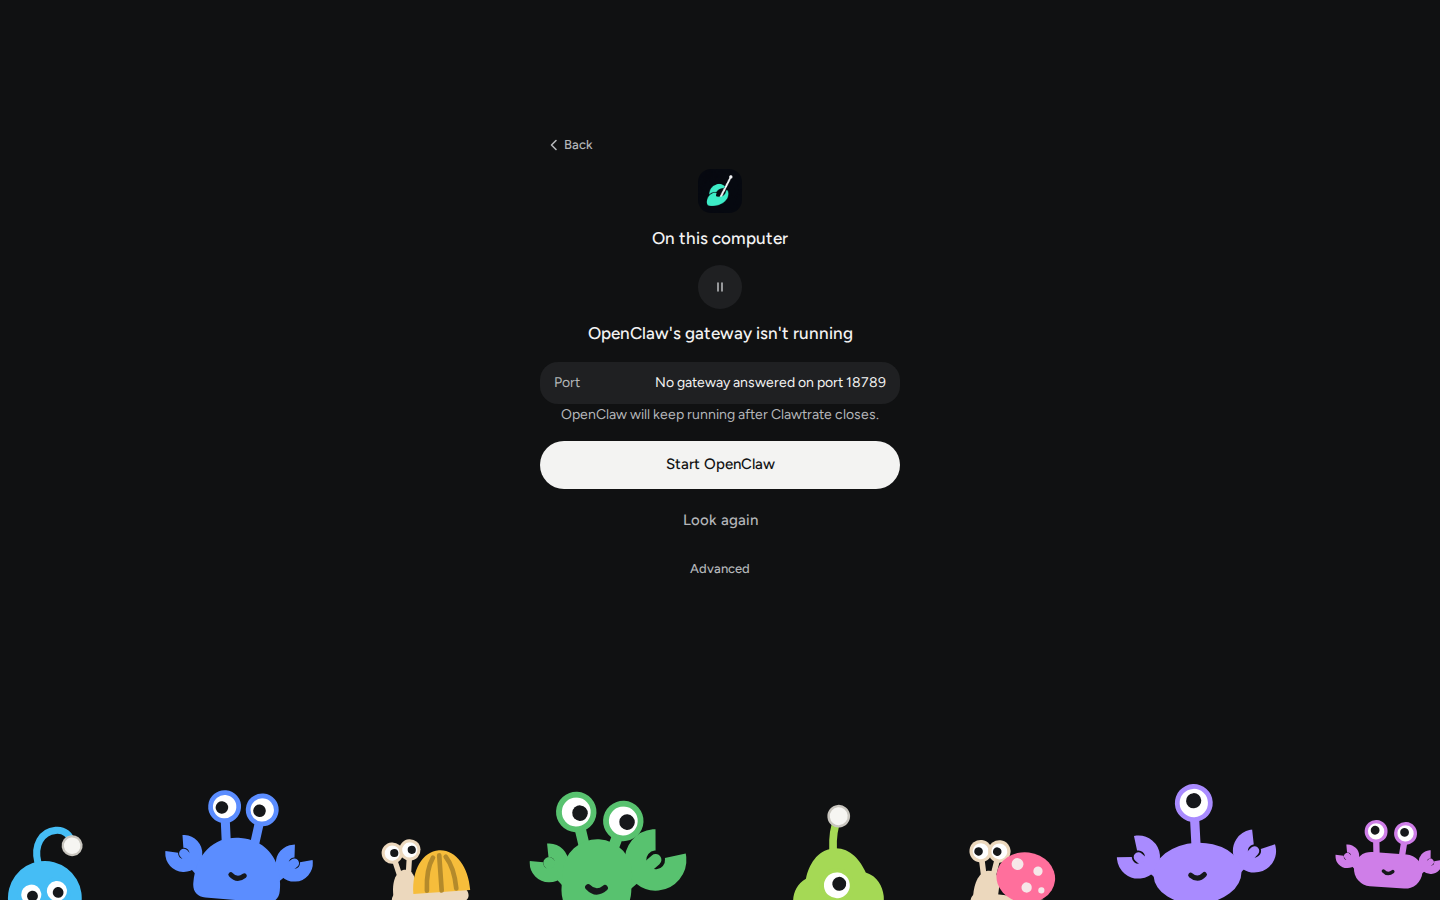 Back
On this computer
OpenClaw's gateway isn't running
Port No gateway answered on port 18789
OpenClaw will keep running after Clawtrate closes.
Start OpenClaw
Look again
Advanced